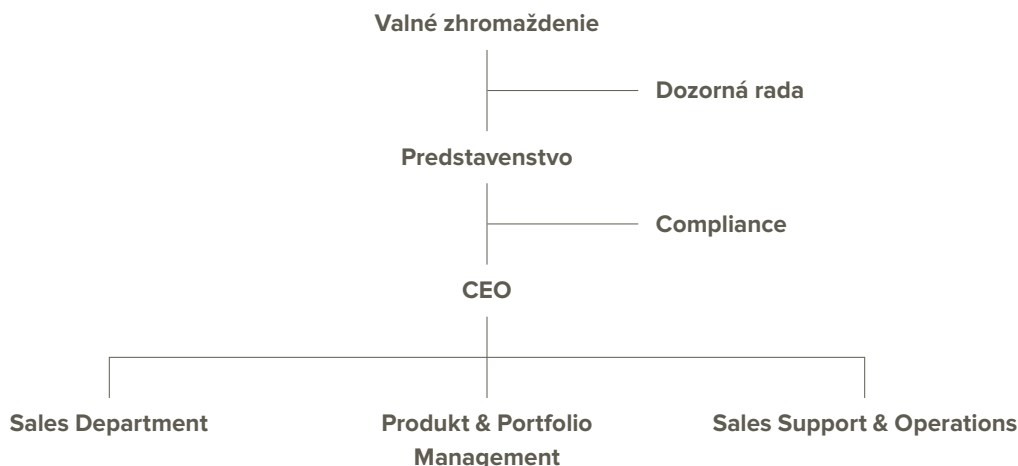 Valné zhromaždenie
Dozorná rada
Predstavenstvo
Compliance
CEO
Sales Department
Produkt & Portfolio
Management
Sales Support & Operations